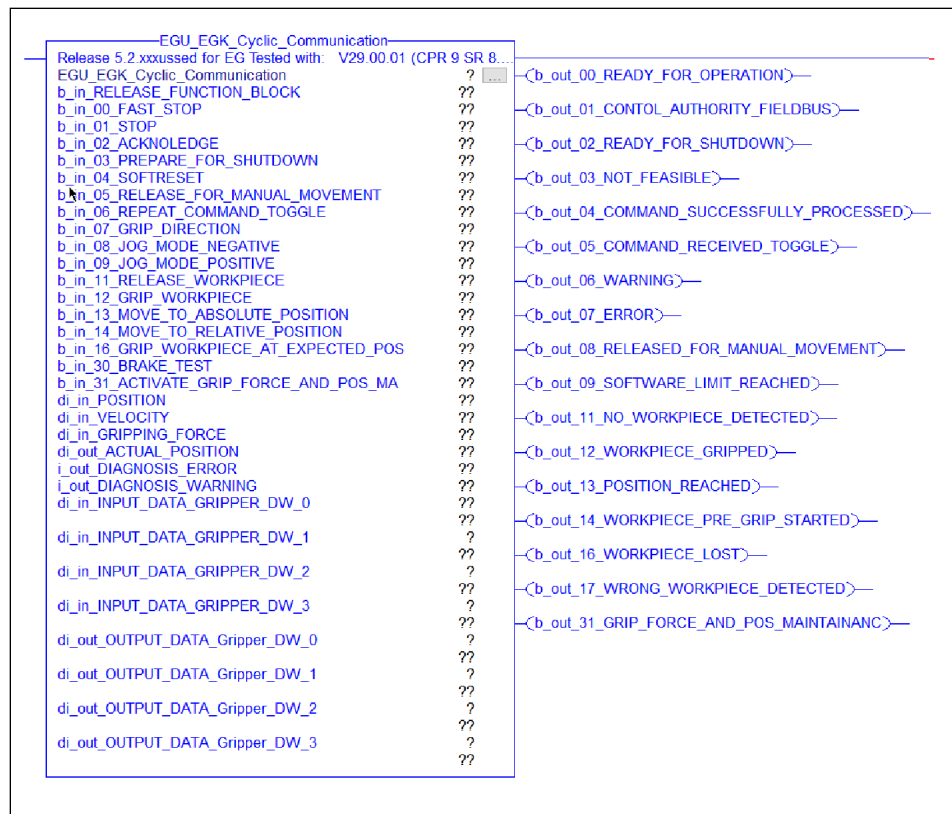 EGU_EGK_Cyclic_Communication
Release 5.2.xxxussed for EG Tested with: V29.00.01 (CPR 9 SR 8....
EGU_EGK_Cyclic_Communication ? ... (b_out_00_READY_FOR_OPERATION)
b_in_RELEASE_FUNCTION_BLOCK ??
b_in_00_FAST_STOP ?? (b_out_01_CONTOL_AUTHORITY_FIELDBUS)
b_in_01_STOP ??
b_in_02_ACKNOLEDGE ?? (b_out_02_READY_FOR_SHUTDOWN)
b_in_03_PREPARE_FOR_SHUTDOWN ??
b_in_04_SOFTRESET ?? (b_out_03_NOT_FEASIBLE)
b_in_05_RELEASE_FOR_MANUAL_MOVEMENT ??
b_in_06_REPEAT_COMMAND_TOGGLE ?? (b_out_04_COMMAND_SUCCESSFULLY_PROCESSED)
b_in_07_GRIP_DIRECTION ??
b_in_08_JOG_MODE_NEGATIVE ?? (b_out_05_COMMAND_RECEIVED_TOGGLE)
b_in_09_JOG_MODE_POSITIVE ??
b_in_11_RELEASE_WORKPIECE ?? (b_out_06_WARNING)
b_in_12_GRIP_WORKPIECE ??
b_in_13_MOVE_TO_ABSOLUTE_POSITION ?? (b_out_07_ERROR)
b_in_14_MOVE_TO_RELATIVE_POSITION ??
b_in_16_GRIP_WORKPIECE_AT_EXPECTED_POS ?? (b_out_08_RELEASED_FOR_MANUAL_MOVEMENT)
b_in_30_BRAKE_TEST ??
b_in_31_ACTIVATE_GRIP_FORCE_AND_POS_MA ?? (b_out_09_SOFTWARE_LIMIT_REACHED)
di_in_POSITION ??
di_in_VELOCITY ?? (b_out_11_NO_WORKPIECE_DETECTED)
di_in_GRIPPING_FORCE ??
di_out_ACTUAL_POSITION ?? (b_out_12_WORKPIECE_GRIPPED)
i_out_DIAGNOSIS_ERROR ??
i_out_DIAGNOSIS_WARNING ?? (b_out_13_POSITION_REACHED)
di_in_INPUT_DATA_GRIPPER_DW_0
?? (b_out_14_WORKPIECE_PRE_GRIP_STARTED)
di_in_INPUT_DATA_GRIPPER_DW_1 ?
?? (b_out_16_WORKPIECE_LOST)
di_in_INPUT_DATA_GRIPPER_DW_2 ?
?? (b_out_17_WRONG_WORKPIECE_DETECTED)
di_in_INPUT_DATA_GRIPPER_DW_3 ?
?? (b_out_31_GRIP_FORCE_AND_POS_MAINTAINANC)
di_out_OUTPUT_DATA_Gripper_DW_0 ?
??
di_out_OUTPUT_DATA_Gripper_DW_1 ?
??
di_out_OUTPUT_DATA_Gripper_DW_2 ?
??
di_out_OUTPUT_DATA_Gripper_DW_3 ?
??